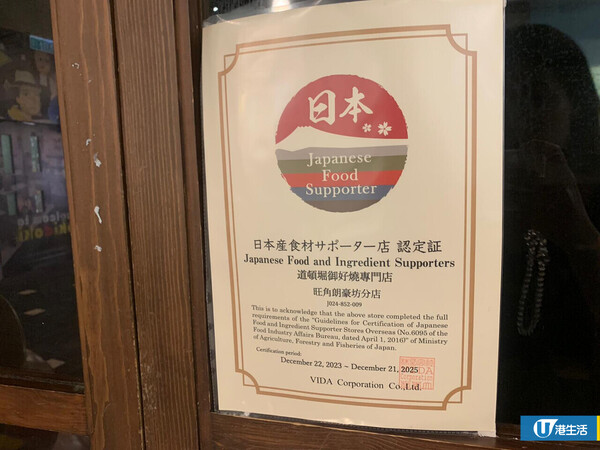 日本
Japanese
Food
Supporter
日本産食材サポーター店 認定証
Japanese Food and Ingredient Supporters
道頓堀御好燒專門店
旺角朗豪坊分店
J024-852-009
This is to acknowledge that the above store completed the full
requirements of the "Guidelines for Certification of Japanese
Food and Ingredient Supporter Stores Overseas (No.6095 of the
Food Industry Affairs Bureau, dated April 1, 2016)" of Ministry
of Agriculture, Forestry and Fisheries of Japan.
Certification period:
December 22, 2023 ~ December 21, 2025
VIDA Corporation Co.,Ltd.
U港生活